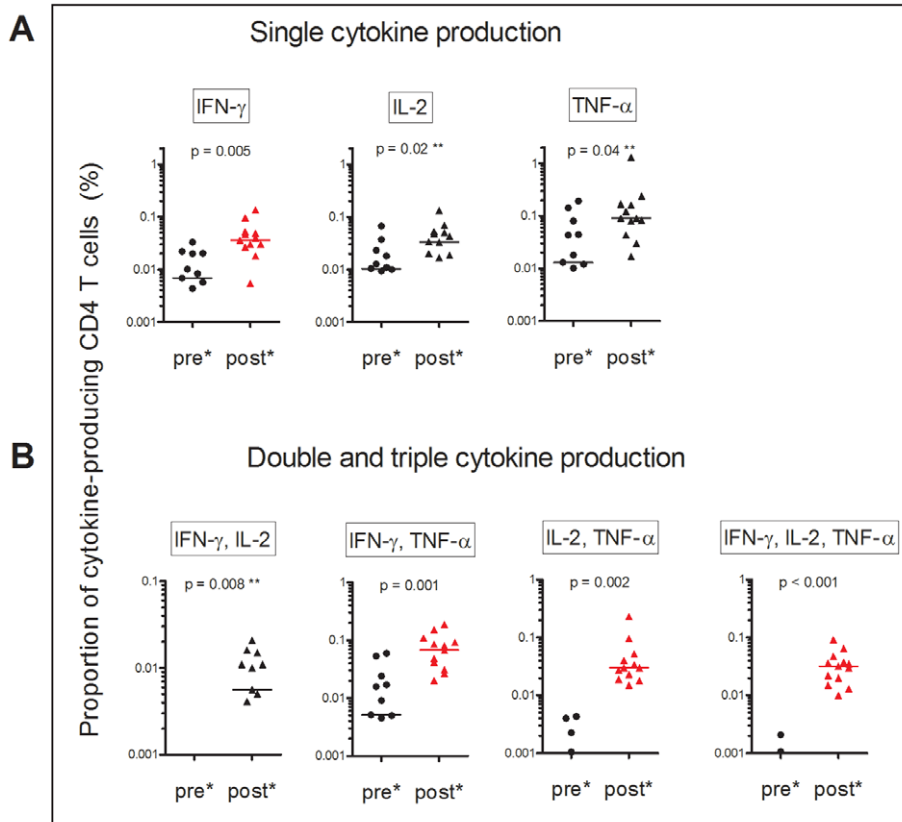 A
Single cytokine production
Proportion of cytokine-producing CD4 T cells (%)
IFN-γ
IL-2
TNF-α
p = 0.005
p = 0.02 **
p = 0.04 **
1
0.1
0.01
0.001
1
0.1
0.01
0.001
1
0.1
0.01
0.001
pre* post*
pre* post*
pre* post*
B
Double and triple cytokine production
IFN-γ, IL-2
IFN-γ, TNF-α
IL-2, TNF-α
IFN-γ, IL-2, TNF-α
p = 0.008 **
p = 0.001
p = 0.002
p < 0.001
0.1
0.01
0.001
1
0.1
0.01
0.001
1
0.1
0.01
0.001
1
0.1
0.01
0.001
pre* post*
pre* post*
pre* post*
pre* post*